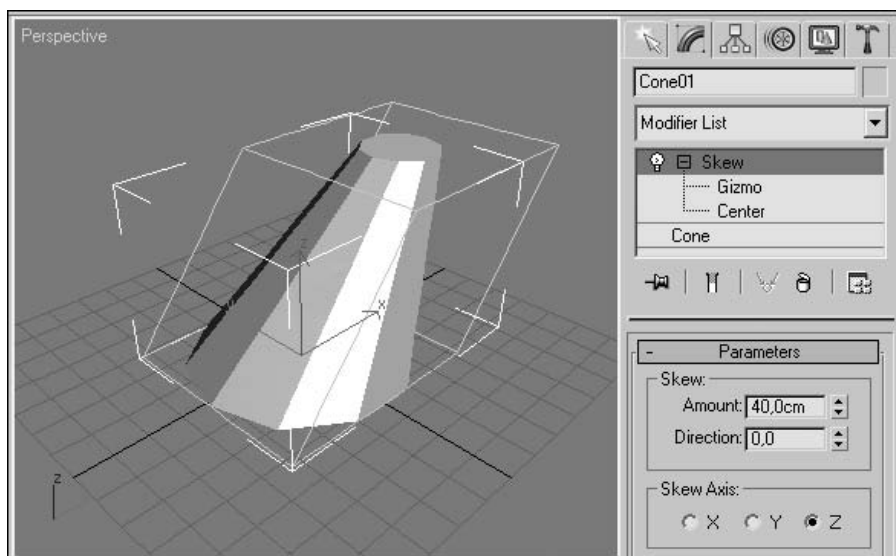 Perspective
z
x
z
Cone01
Modifier List
Skew
Gizmo
Center
Cone
- Parameters
Skew:
Amount: 40,0cm
Direction: 0,0
Skew Axis:
X Y Z